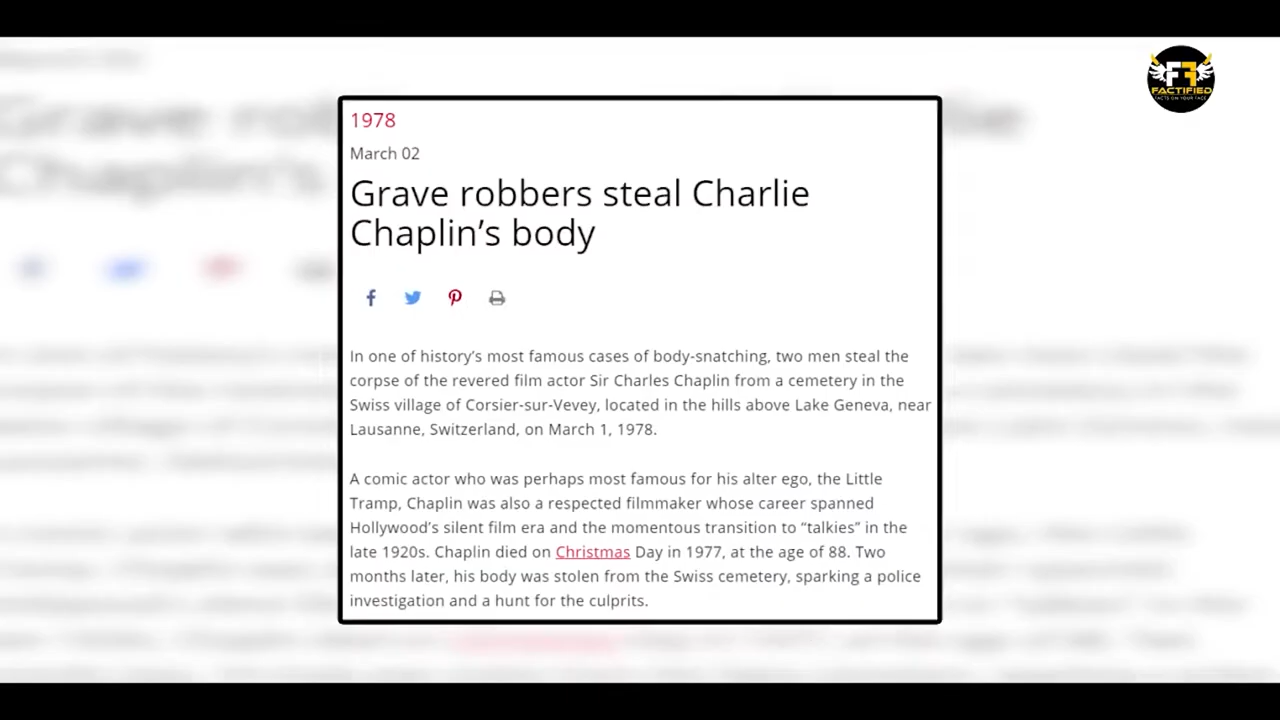 FF
FACTIFIED
FACTS ON YOUR FACE
1978
March 02
Grave robbers steal Charlie
Chaplin’s body
In one of history’s most famous cases of body-snatching, two men steal the
corpse of the revered film actor Sir Charles Chaplin from a cemetery in the
Swiss village of Corsier-sur-Vevey, located in the hills above Lake Geneva, near
Lausanne, Switzerland, on March 1, 1978.
A comic actor who was perhaps most famous for his alter ego, the Little
Tramp, Chaplin was also a respected filmmaker whose career spanned
Hollywood’s silent film era and the momentous transition to “talkies” in the
late 1920s. Chaplin died on Christmas Day in 1977, at the age of 88. Two
months later, his body was stolen from the Swiss cemetery, sparking a police
investigation and a hunt for the culprits.